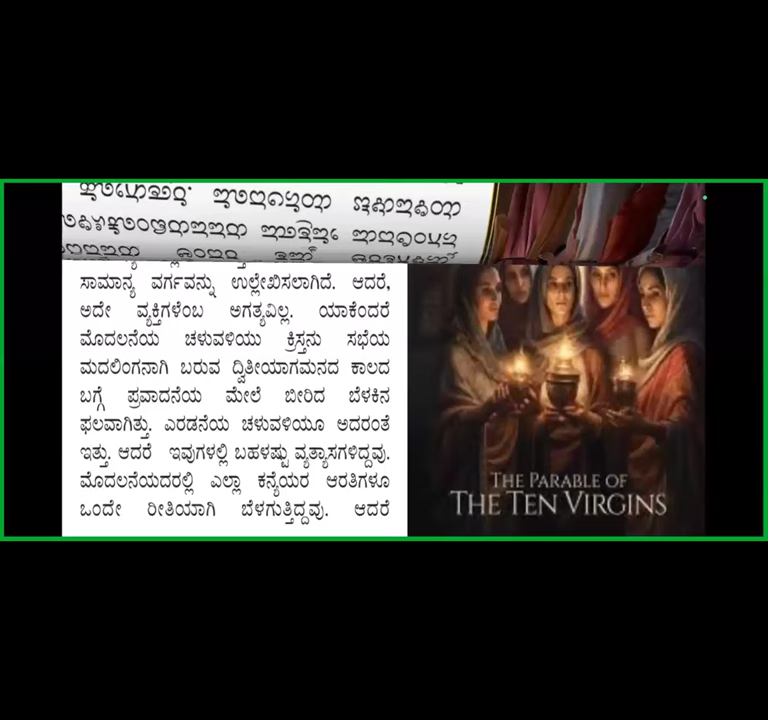 ಸಾಮಾನ್ಯ ವರ್ಗವನ್ನು ಉಲ್ಲೇಖಿಸಲಾಗಿದೆ. ಆದರೆ,
ಅದೇ ವ್ಯಕ್ತಿಗಳೆಂಬ ಅಗತ್ಯವಿಲ್ಲ. ಯಾಕೆಂದರೆ
ಮೊದಲನೆಯ ಚಳುವಳಿಯು ಕ್ರಿಸ್ತನು ಸಭೆಯ
ಮದಲಿಂಗನಾಗಿ ಬರುವ ದ್ವಿತೀಯಾಗಮನದ ಕಾಲದ
ಬಗ್ಗೆ ಪ್ರವಾದನೆಯ ಮೇಲೆ ಬೀರಿದ ಬೆಳಕಿನ
ಫಲವಾಗಿತ್ತು. ಎರಡನೆಯ ಚಳುವಳಿಯೂ ಅದರಂತೆ
ಇತ್ತು. ಆದರೆ ಇವುಗಳಲ್ಲಿ ಬಹಳಷ್ಟು ವ್ಯತ್ಯಾಸಗಳಿದ್ದವು.
ಮೊದಲನೆಯದರಲ್ಲಿ ಎಲ್ಲಾ ಕನ್ಯೆಯರ ಆರತಿಗಳೂ
ಒಂದೇ ರೀತಿಯಾಗಿ ಬೆಳಗುತ್ತಿದ್ದವು. ಆದರೆ
THE PARABLE OF
THE TEN VIRGINS